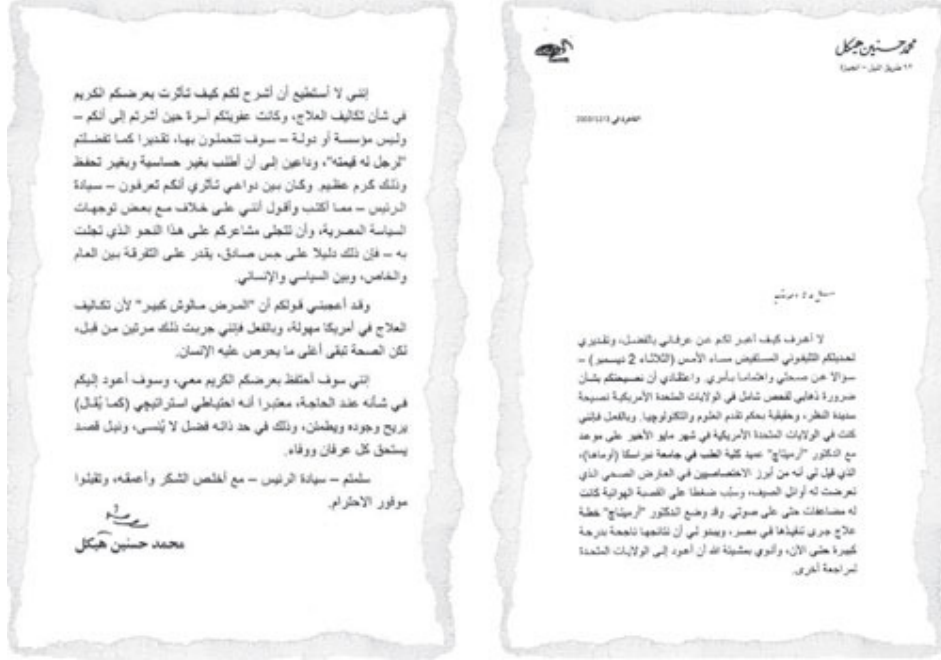 محمد حسنين هيكل
القاهرة في
لا أعرف كيف أعبر لكم عن عرفاني بالفضل، وتقديري
لحديثكم التليفوني المستفيض مساء الأمس (الثلاثاء 2 ديسمبر) –
سؤالا عن صحتي واهتماما بأمري. واعتقادي أن نصيحتكم بشأن
ضرورة ذهابي لفحص شامل في الولايات المتحدة الأمريكية نصيحة
سديدة النظر، وحقيقية بحكم تقدم العلوم والتكنولوجيا. وبالفعل فإنني
كنت في الولايات المتحدة الأمريكية في شهر مايو الأخير على موعد
مع الدكتور "أرميتاج" عميد كلية الطب في جامعة نبراسكا (أوماها)،
الذي قيل لي أنه من أبرز الاختصاصيين في العارض الصحي الذي
تعرضت له أوائل الصيف، وسبّب ضغطا على القصبة الهوائية كانت
له مضاعفات حتى على صوتي. وقد وضع الدكتور "أرميتاج" خطة
علاج جرى تنفيذها في مصر، ويبدو لي أن نتائجها ناجحة بدرجة
كبيرة حتى الآن، وأنوي بمشيئة الله أن أعود إلى الولايات المتحدة
لمراجعة أخرى.
إنني لا أستطيع أن أشرح لكم كيف تأثرت بعرضكم الكريم
في شأن تكاليف العلاج، وكانت عفويتكم آسرة حين أشرتم إلى أنكم –
وليس مؤسسة أو دولة – سوف تتحملون بها، تقديرا كما تفضلتم
"لرجل له قيمته"، وداعين إلى أن أطلب بغير حساسية وبغير تحفظ
وذلك كرم عظيم. وكان بين دواعي تأثري أنكم تعرفون – سيادة
الرئيس – مما أكتب وأقول أنني على خلاف مع بعض توجهات
السياسة المصرية، وأن تتجلى مشاعركم على هذا النحو الذي تجلت
به – فإن ذلك دليلا على حس صادق، يقدر على التفرقة بين العام
والخاص، وبين السياسي والإنساني.
وقد أعجبني قولكم أن "المرض مالوش كبير" لأن تكاليف
العلاج في أمريكا مهولة، وبالفعل فإنني جربت ذلك مرتين من قبل،
لكن الصحة تبقى أغلى ما يحرص عليه الإنسان.
إنني سوف أحتفظ بعرضكم الكريم معي، وسوف أعود إليكم
في شأنه عند الحاجة، معتبرا أنه احتياطي استراتيجي (كما يُقال)
يريح وجوده ويطمئن، وذلك في حد ذاته فضل لا يُنسى، ونبل قصد
يستحق كل عرفان ووفاء.
سلمتم – سيادة الرئيس – مع أخلص الشكر وأعمقه، وتقبلوا
موفور الاحترام.
محمد حسنين هيكل